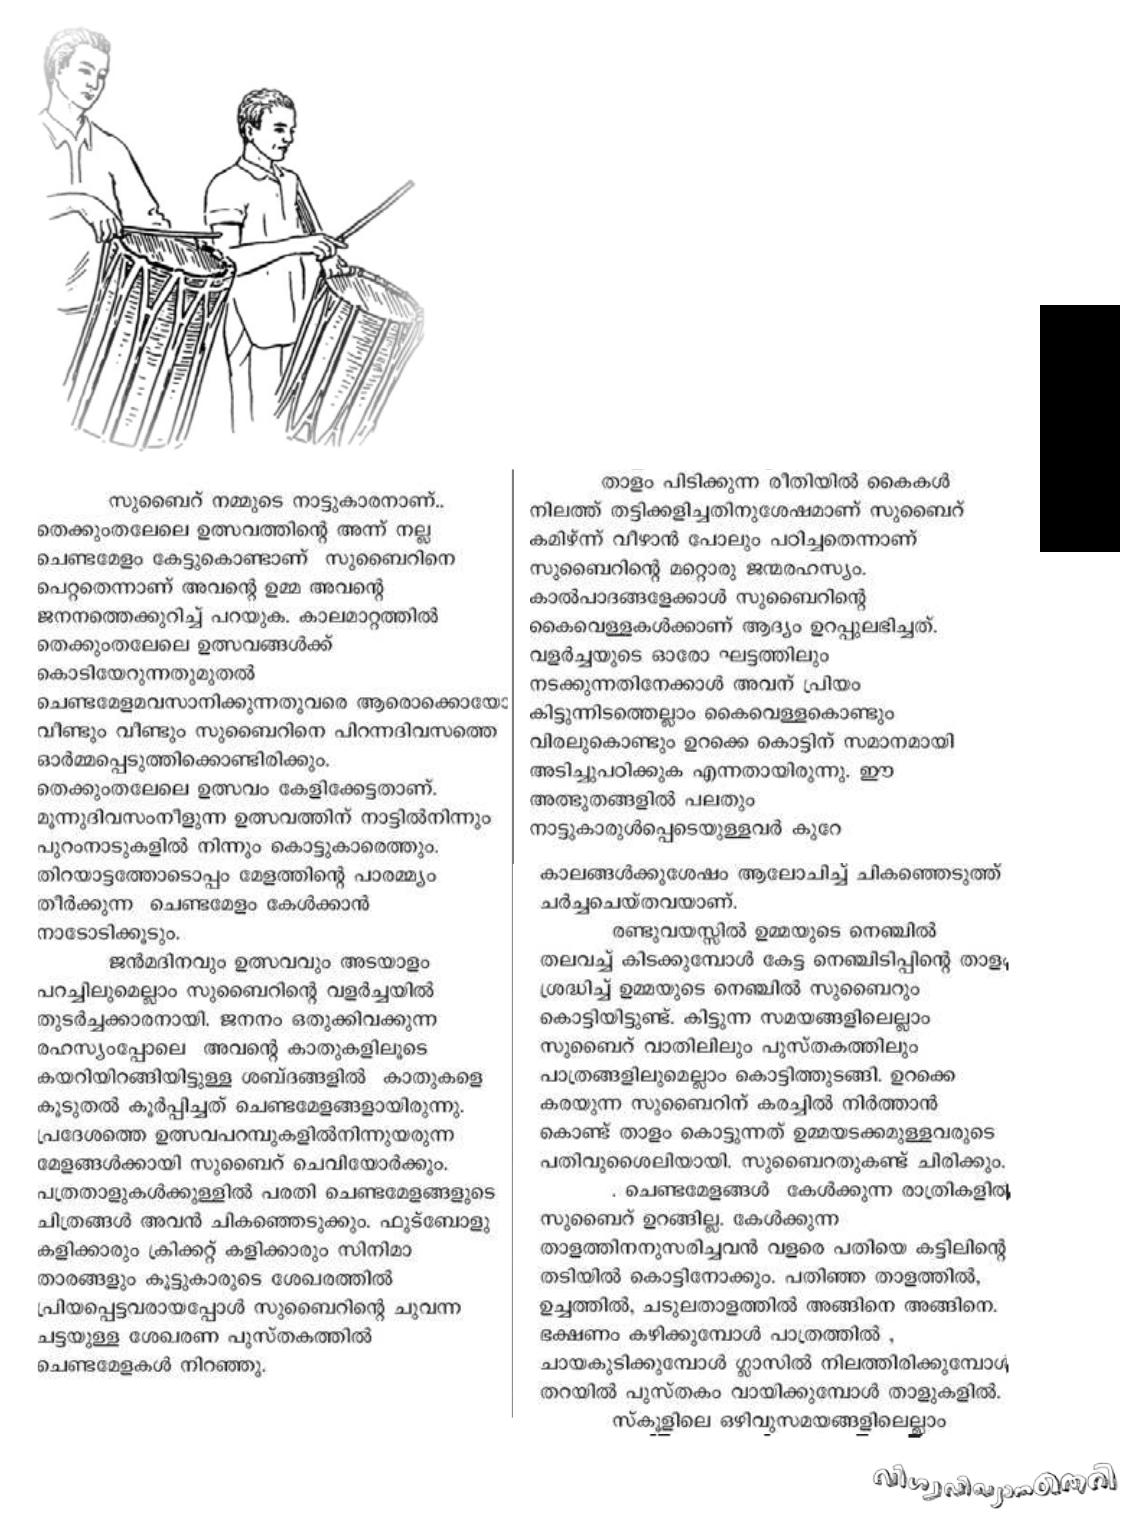 സുബൈറ് നമ്മുടെ നാട്ടുകാരനാണ്..
തെക്കുംതലേലെ ഉത്സവത്തിന്റെ അന്ന് നല്ല
ചെണ്ടമേളം കേട്ടുകൊണ്ടാണ് സുബൈറിനെ
പെറ്റതെന്നാണ് അവന്റെ ഉമ്മ അവന്റെ
ജനനത്തെക്കുറിച്ച് പറയുക. കാലമാറ്റത്തിൽ
തെക്കുംതലേലെ ഉത്സവങ്ങൾക്ക്
കൊടിയേറുന്നതുമുതൽ
ചെണ്ടമേളമവസാനിക്കുന്നതുവരെ ആരൊക്കൊയോ
വീണ്ടും വീണ്ടും സുബൈറിനെ പിറന്നദിവസത്തെ
ഓർമ്മപ്പെടുത്തിക്കൊണ്ടിരിക്കും.
തെക്കുംതലേലെ ഉത്സവം കേളിക്കേട്ടതാണ്.
മൂന്നുദിവസംനീളുന്ന ഉത്സവത്തിന് നാട്ടിൽനിന്നും
പുറംനാടുകളിൽ നിന്നും കൊട്ടുകാരെത്തും.
തിറയാട്ടത്തോടൊപ്പം മേളത്തിന്റെ പാരമ്മ്യം
തീർക്കുന്ന ചെണ്ടമേളം കേൾക്കാൻ
നാടോടിക്കൂടും.
ജൻമദിനവും ഉത്സവവും അടയാളം
പറച്ചിലുമെല്ലാം സുബൈറിന്റെ വളർച്ചയിൽ
തുടർച്ചക്കാരനായി. ജനനം ഒതുക്കിവക്കുന്ന
രഹസ്യംപ്പോലെ അവന്റെ കാതുകളിലൂടെ
കയറിയിറങ്ങിയിട്ടുള്ള ശബ്ദങ്ങളിൽ കാതുകളെ
കൂടുതൽ കൂർപ്പിച്ചത് ചെണ്ടമേളങ്ങളായിരുന്നു.
പ്രദേശത്തെ ഉത്സവപറമ്പുകളിൽനിന്നുയരുന്ന
മേളങ്ങൾക്കായി സുബൈറ് ചെവിയോർക്കും.
പത്രതാളുകൾക്കുള്ളിൽ പരതി ചെണ്ടമേളങ്ങളുടെ
ചിത്രങ്ങൾ അവൻ ചികഞ്ഞെടുക്കും. ഫുട്ബോളു
കളിക്കാരും ക്രിക്കറ്റ് കളിക്കാരും സിനിമാ
താരങ്ങളും കൂട്ടുകാരുടെ ശേഖരത്തിൽ
പ്രിയപ്പെട്ടവരായപ്പോൾ സുബൈറിന്റെ ചുവന്ന
ചട്ടയുള്ള ശേഖരണ പുസ്തകത്തിൽ
ചെണ്ടമേളകൾ നിറഞ്ഞു.
താളം പിടിക്കുന്ന രീതിയിൽ കൈകൾ
നിലത്ത് തട്ടിക്കളിച്ചതിനുശേഷമാണ് സുബൈറ്
കമിഴ്ന്ന് വീഴാൻ പോലും പഠിച്ചതെന്നാണ്
സുബൈറിന്റെ മറ്റൊരു ജന്മരഹസ്യം.
കാൽപാദങ്ങളേക്കാൾ സുബൈറിന്റെ
കൈവെള്ളകൾക്കാണ് ആദ്യം ഉറപ്പുലഭിച്ചത്.
വളർച്ചയുടെ ഓരോ ഘട്ടത്തിലും
നടക്കുന്നതിനേക്കാൾ അവന് പ്രിയം
കിട്ടുന്നിടത്തെല്ലാം കൈവെള്ളകൊണ്ടും
വിരലുകൊണ്ടും ഉറക്കെ കൊട്ടിന് സമാനമായി
അടിച്ചുപഠിക്കുക എന്നതായിരുന്നു. ഈ
അത്ഭുതങ്ങളിൽ പലതും
നാട്ടുകാരുൾപ്പെടെയുള്ളവർ കുറേ
കാലങ്ങൾക്കുശേഷം ആലോചിച്ച് ചികഞ്ഞെടുത്ത്
ചർച്ചചെയ്തവയാണ്.
രണ്ടുവയസ്സിൽ ഉമ്മയുടെ നെഞ്ചിൽ
തലവച്ച് കിടക്കുമ്പോൾ കേട്ട നെഞ്ചിടിപ്പിന്റെ താളം
ശ്രദ്ധിച്ച് ഉമ്മയുടെ നെഞ്ചിൽ സുബൈറും
കൊട്ടിയിട്ടുണ്ട്. കിട്ടുന്ന സമയങ്ങളിലെല്ലാം
സുബൈറ് വാതിലിലും പുസ്തകത്തിലും
പാത്രങ്ങളിലുമെല്ലാം കൊട്ടിത്തുടങ്ങി. ഉറക്കെ
കരയുന്ന സുബൈറിന് കരച്ചിൽ നിർത്താൻ
കൊണ്ട് താളം കൊട്ടുന്നത് ഉമ്മയടക്കമുള്ളവരുടെ
പതിവുശൈലിയായി. സുബൈറതുകണ്ട് ചിരിക്കും.
. ചെണ്ടമേളങ്ങൾ കേൾക്കുന്ന രാത്രികളിൽ
സുബൈറ് ഉറങ്ങില്ല. കേൾക്കുന്ന
താളത്തിനനുസരിച്ചവൻ വളരെ പതിയെ കട്ടിലിന്റെ
തടിയിൽ കൊട്ടിനോക്കും. പതിഞ്ഞ താളത്തിൽ,
ഉച്ചത്തിൽ, ചടുലതാളത്തിൽ അങ്ങിനെ അങ്ങിനെ.
ഭക്ഷണം കഴിക്കുമ്പോൾ പാത്രത്തിൽ ,
ചായകുടിക്കുമ്പോൾ ഗ്ലാസിൽ നിലത്തിരിക്കുമ്പോൾ
തറയിൽ പുസ്തകം വായിക്കുമ്പോൾ താളുകളിൽ.
സ്കൂളിലെ ഒഴിവുസമയങ്ങളിലെല്ലാം